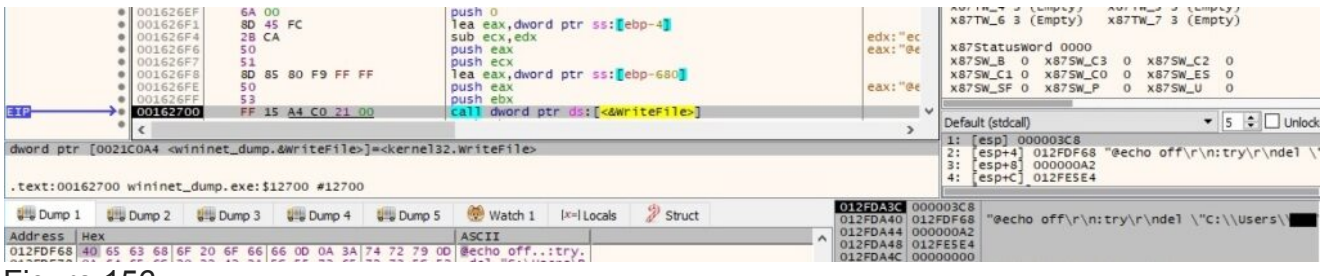 001626EF 6A 00 push 0
001626F1 8D 45 FC lea eax,dword ptr ss:[ebp-4]
001626F4 2B CA sub ecx,edx edx:"ec
001626F6 50 push eax eax:"@e
001626F7 51 push ecx
001626F8 8D 85 80 F9 FF FF lea eax,dword ptr ss:[ebp-680]
001626FE 50 push eax eax:"@e
001626FF 53 push ebx
EIP 00162700 FF 15 A4 C0 21 00 call dword ptr ds:[<&WriteFile>]
dword ptr [0021C0A4 <wininet_dump.&WriteFile>]=<kernel32.WriteFile>
.text:00162700 wininet_dump.exe:$12700 #12700
x87TW_6 3 (Empty) x87TW_7 3 (Empty)
x87StatusWord 0000
x87SW_B 0 x87SW_C3 0 x87SW_C2 0
x87SW_C1 0 x87SW_C0 0 x87SW_ES 0
x87SW_SF 0 x87SW_P 0 x87SW_U 0
Default (stdcall) 5 Unlock
1: [esp] 000003C8
2: [esp+4] 012FDF68 "@echo off\r\n:try\r\ndel \"
3: [esp+8] 000000A2
4: [esp+C] 012FE5E4
Dump 1 Dump 2 Dump 3 Dump 4 Dump 5 Watch 1 Locals Struct
Address Hex ASCII
012FDF68 40 65 63 68 6F 20 6F 66 66 0D 0A 3A 74 72 79 0D @echo off..:try.
012FDA3C 000003C8
012FDA40 012FDF68 "@echo off\r\n:try\r\ndel \"C:\\Users\\
012FDA44 000000A2
012FDA48 012FE5E4
012FDA4C 00000000